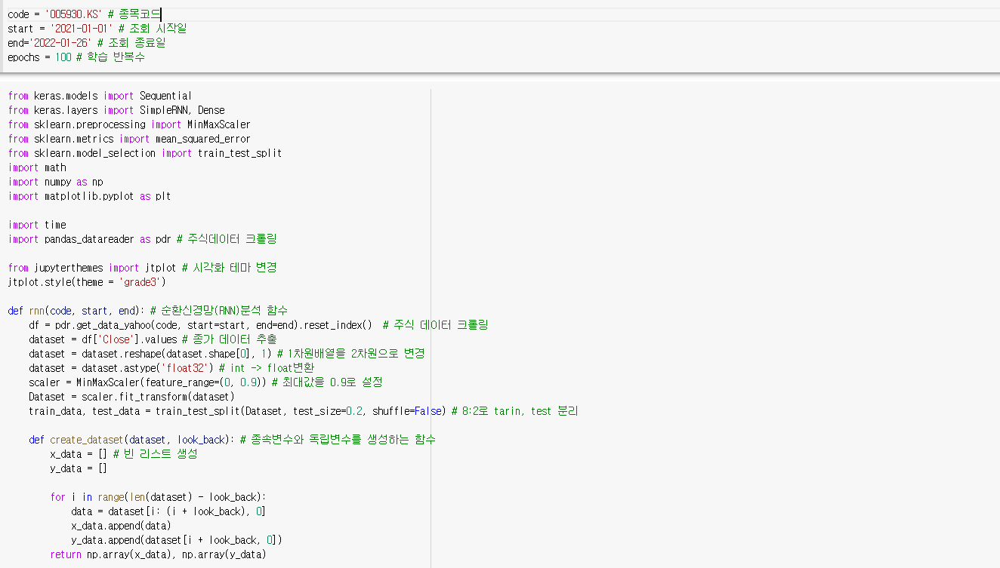 code = '005930.KS' # 종목코드
start = '2021-01-01' # 조회 시작일
end='2022-01-26' # 조회 종료일
epochs = 100 # 학습 반복수
from keras.models import Sequential
from keras.layers import SimpleRNN, Dense
from sklearn.preprocessing import MinMaxScaler
from sklearn.metrics import mean_squared_error
from sklearn.model_selection import train_test_split
import math
import numpy as np
import matplotlib.pyplot as plt
import time
import pandas_datareader as pdr # 주식데이터 크롤링
from jupyterthemes import jtplot # 시각화 테마 변경
jtplot.style(theme = 'grade3')
def rnn(code, start, end): # 순환신경망(RNN)분석 함수
    df = pdr.get_data_yahoo(code, start=start, end=end).reset_index()  # 주식 데이터 크롤링
    dataset = df['Close'].values # 종가 데이터 추출
    dataset = dataset.reshape(dataset.shape[0], 1) # 1차원배열을 2차원으로 변경
    dataset = dataset.astype('float32') # int -> float변환
    scaler = MinMaxScaler(feature_range=(0, 0.9)) # 최대값을 0.9로 설정
    Dataset = scaler.fit_transform(dataset)
    train_data, test_data = train_test_split(Dataset, test_size=0.2, shuffle=False) # 8:2로 tarin, test 분리
    def create_dataset(dataset, look_back): # 종속변수와 독립변수를 생성하는 함수
        x_data = [] # 빈 리스트 생성
        y_data = []
        for i in range(len(dataset) - look_back):
            data = dataset[i: (i + look_back), 0]
            x_data.append(data)
            y_data.append(dataset[i + look_back, 0])
        return np.array(x_data), np.array(y_data)